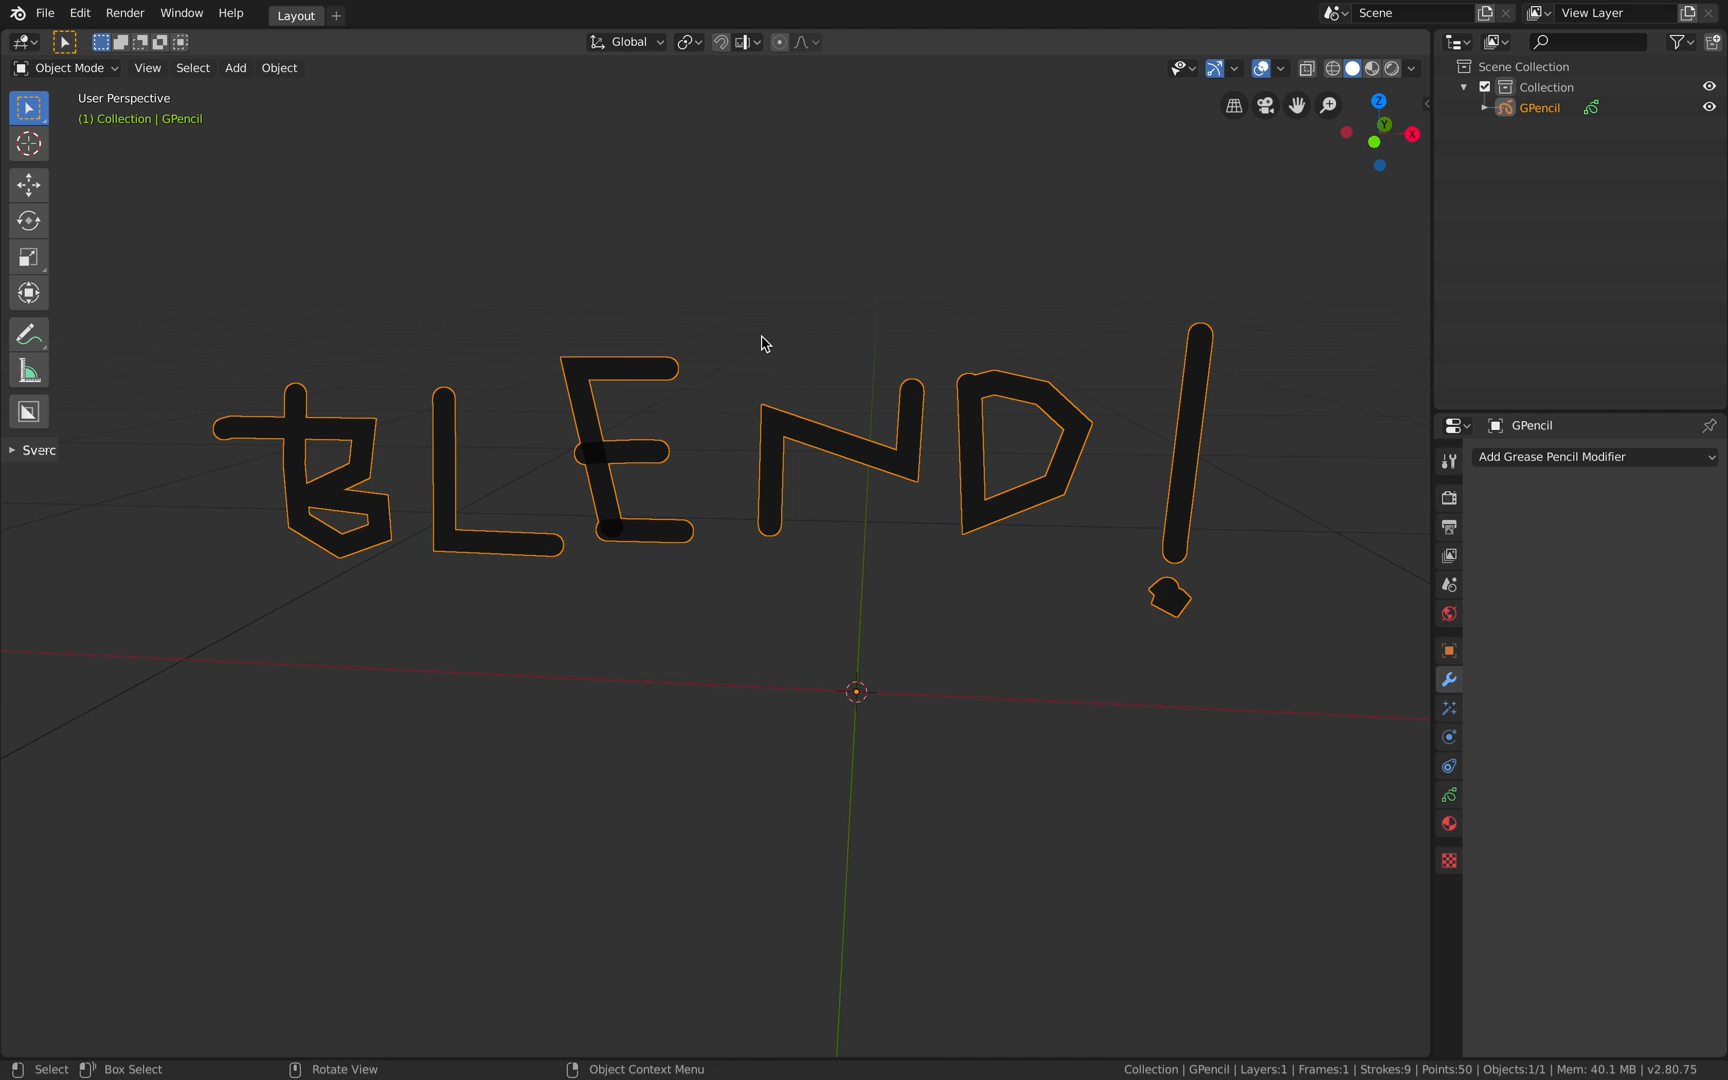 File Edit Render Window Help Layout + Scene View Layer
Global
Object Mode View Select Add Object
User Perspective
(1) Collection | GPencil
Z
Y
X
Scene Collection
Collection
GPencil
BLEND!
GPencil
Add Grease Pencil Modifier
Select Box Select Rotate View Object Context Menu Collection | GPencil | Layers:1 | Frames:1 | Strokes:9 | Points:50 | Objects:1/1 | Mem: 40.1 MB | v2.80.75